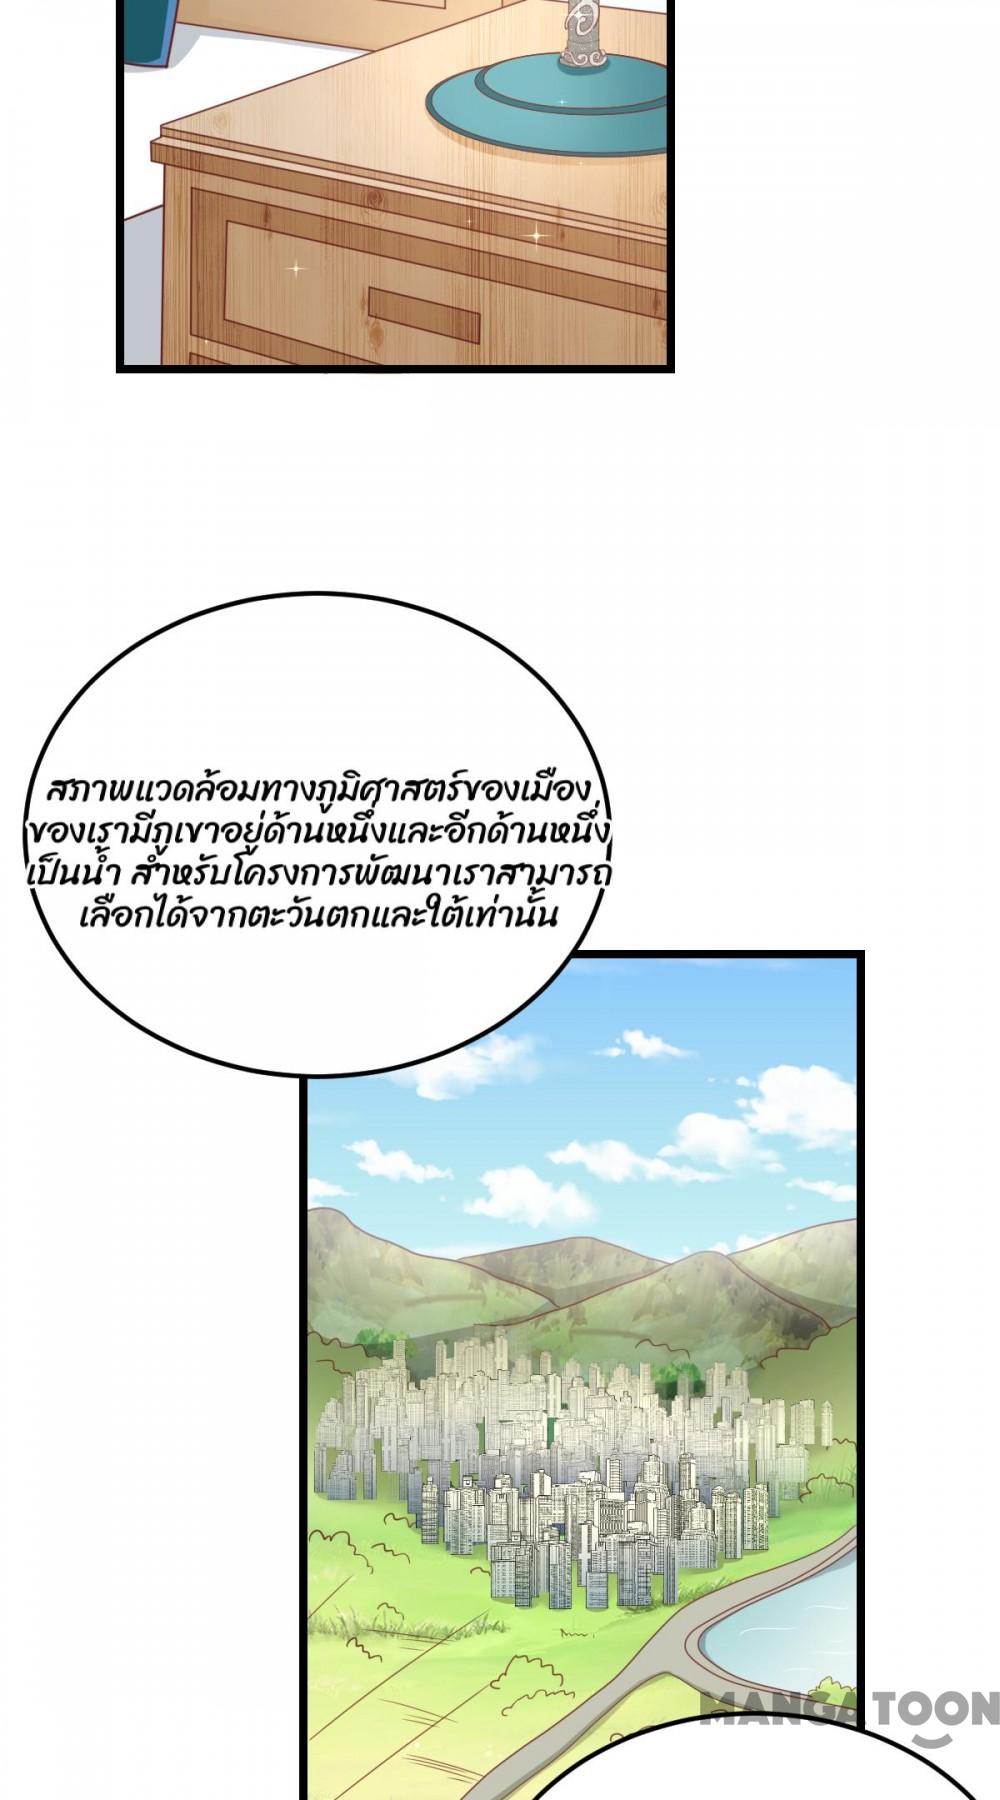 สภาพแวดล้อมทางภูมิศาสตร์ของเมือง
ของเรามีภูเขาอยู่ด้านหนึ่งและอีกด้านหนึ่ง
เป็นน้ำ สำหรับโครงการพัฒนาเราสามารถ
เลือกได้จากตะวันตกและใต้เท่านั้น
MANGATOON